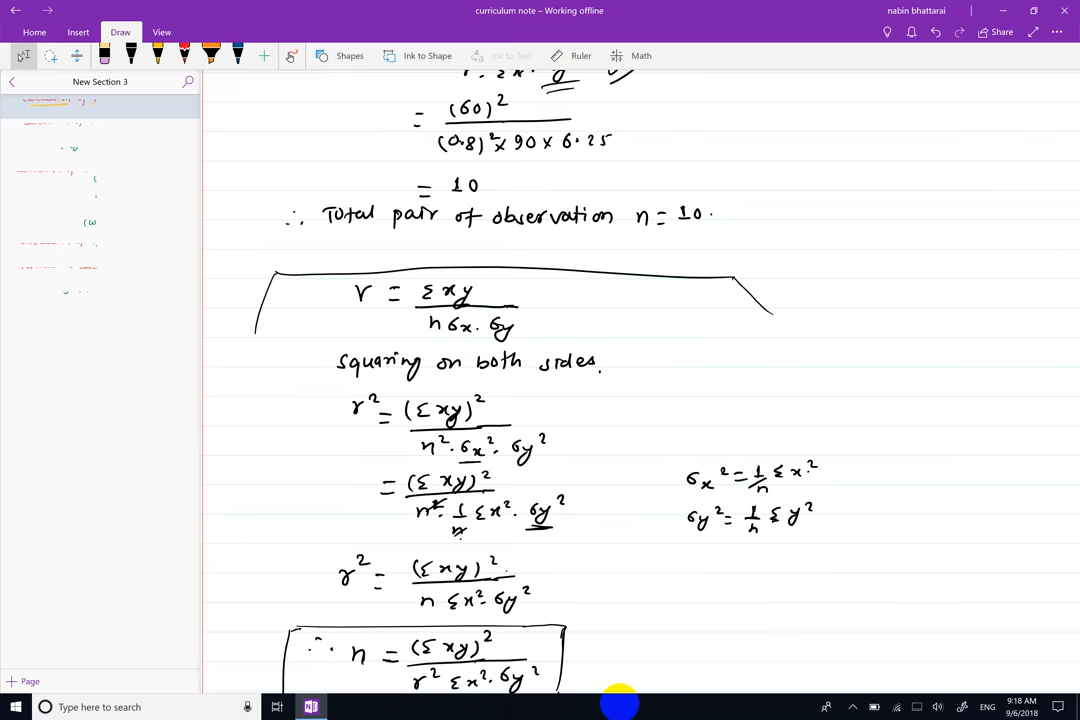 curriculum note – Working offline
nabin bhattarai
Home Insert Draw View
Share
Shapes Ink to Shape Ink to Text Ruler Math
New Section 3
= (60)² / (0.8)² × 90 × 6.25
= 10
∴ Total pair of observation n = 10.
r = Σxy / n σx . σy
Squaring on both sides.
r² = (Σxy)² / n² . σx² . σy²
= (Σxy)² / n² . 1/n Σx² . σy²
σx² = 1/n Σx²
σy² = 1/n Σy²
r² = (Σxy)² / n Σx² . σy²
∴ n = (Σxy)² / r² Σx² . σy²
+ Page
Type here to search
ENG
9:18 AM
9/6/2018